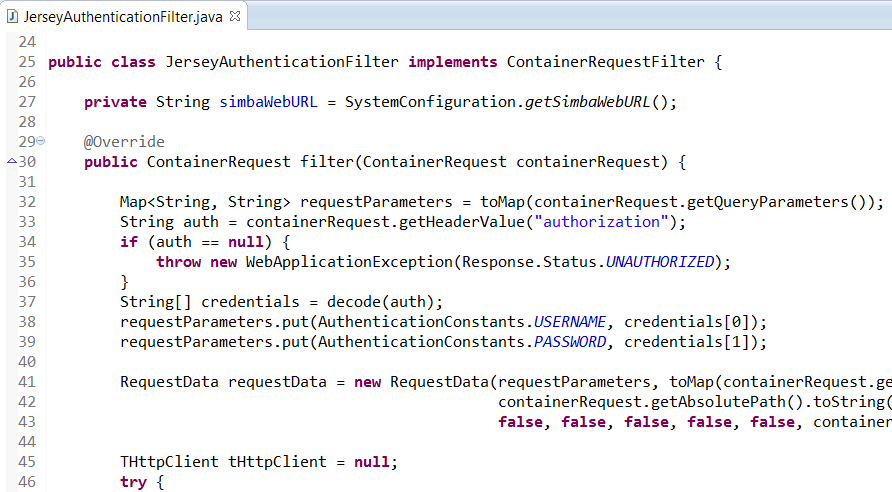 JerseyAuthenticationFilter.java
24
25 public class JerseyAuthenticationFilter implements ContainerRequestFilter {
26
27 private String simbaWebURL = SystemConfiguration.getSimbaWebURL();
28
29 @Override
30 public ContainerRequest filter(ContainerRequest containerRequest) {
31
32 Map<String, String> requestParameters = toMap(containerRequest.getQueryParameters());
33 String auth = containerRequest.getHeaderValue("authorization");
34 if (auth == null) {
35 throw new WebApplicationException(Response.Status.UNAUTHORIZED);
36 }
37 String[] credentials = decode(auth);
38 requestParameters.put(AuthenticationConstants.USERNAME, credentials[0]);
39 requestParameters.put(AuthenticationConstants.PASSWORD, credentials[1]);
40
41 RequestData requestData = new RequestData(requestParameters, toMap(containerRequest.ge
42 containerRequest.getAbsolutePath().toString(
43 false, false, false, false, false, container
44
45 THttpClient tHttpClient = null;
46 try {